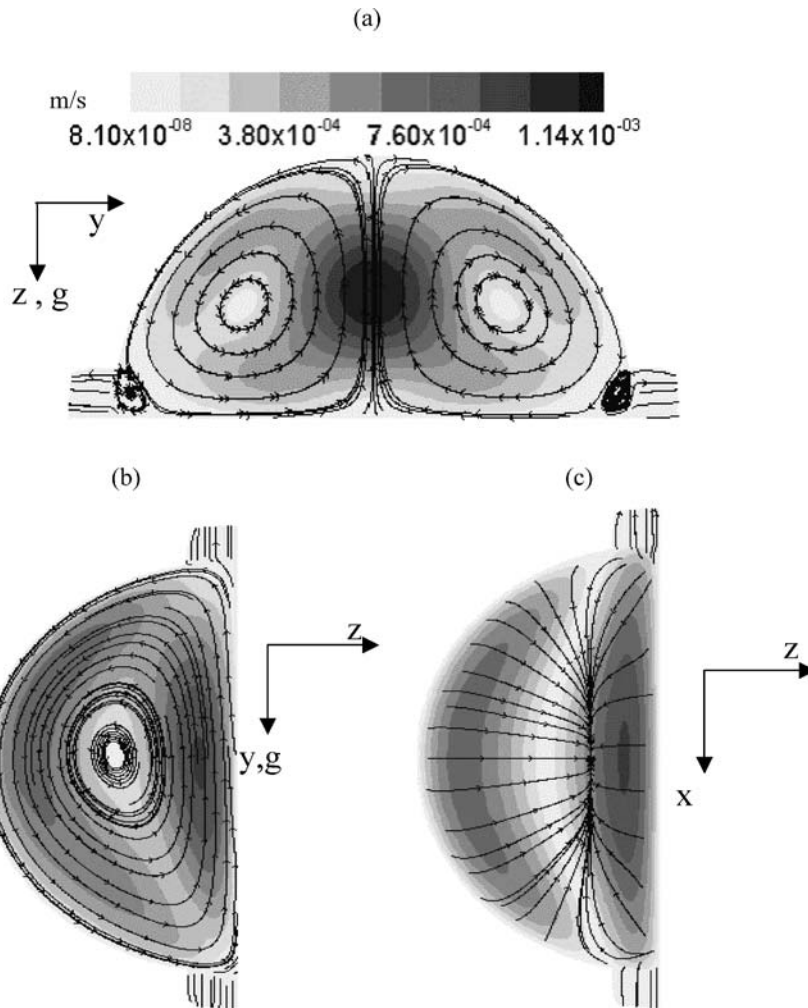 (a)
m/s
8.10x10⁻⁰⁸ 3.80x10⁻⁰⁴ 7.60x10⁻⁰⁴ 1.14x10⁻⁰³
y
z , g
(b)
(c)
z
y,g
z
x